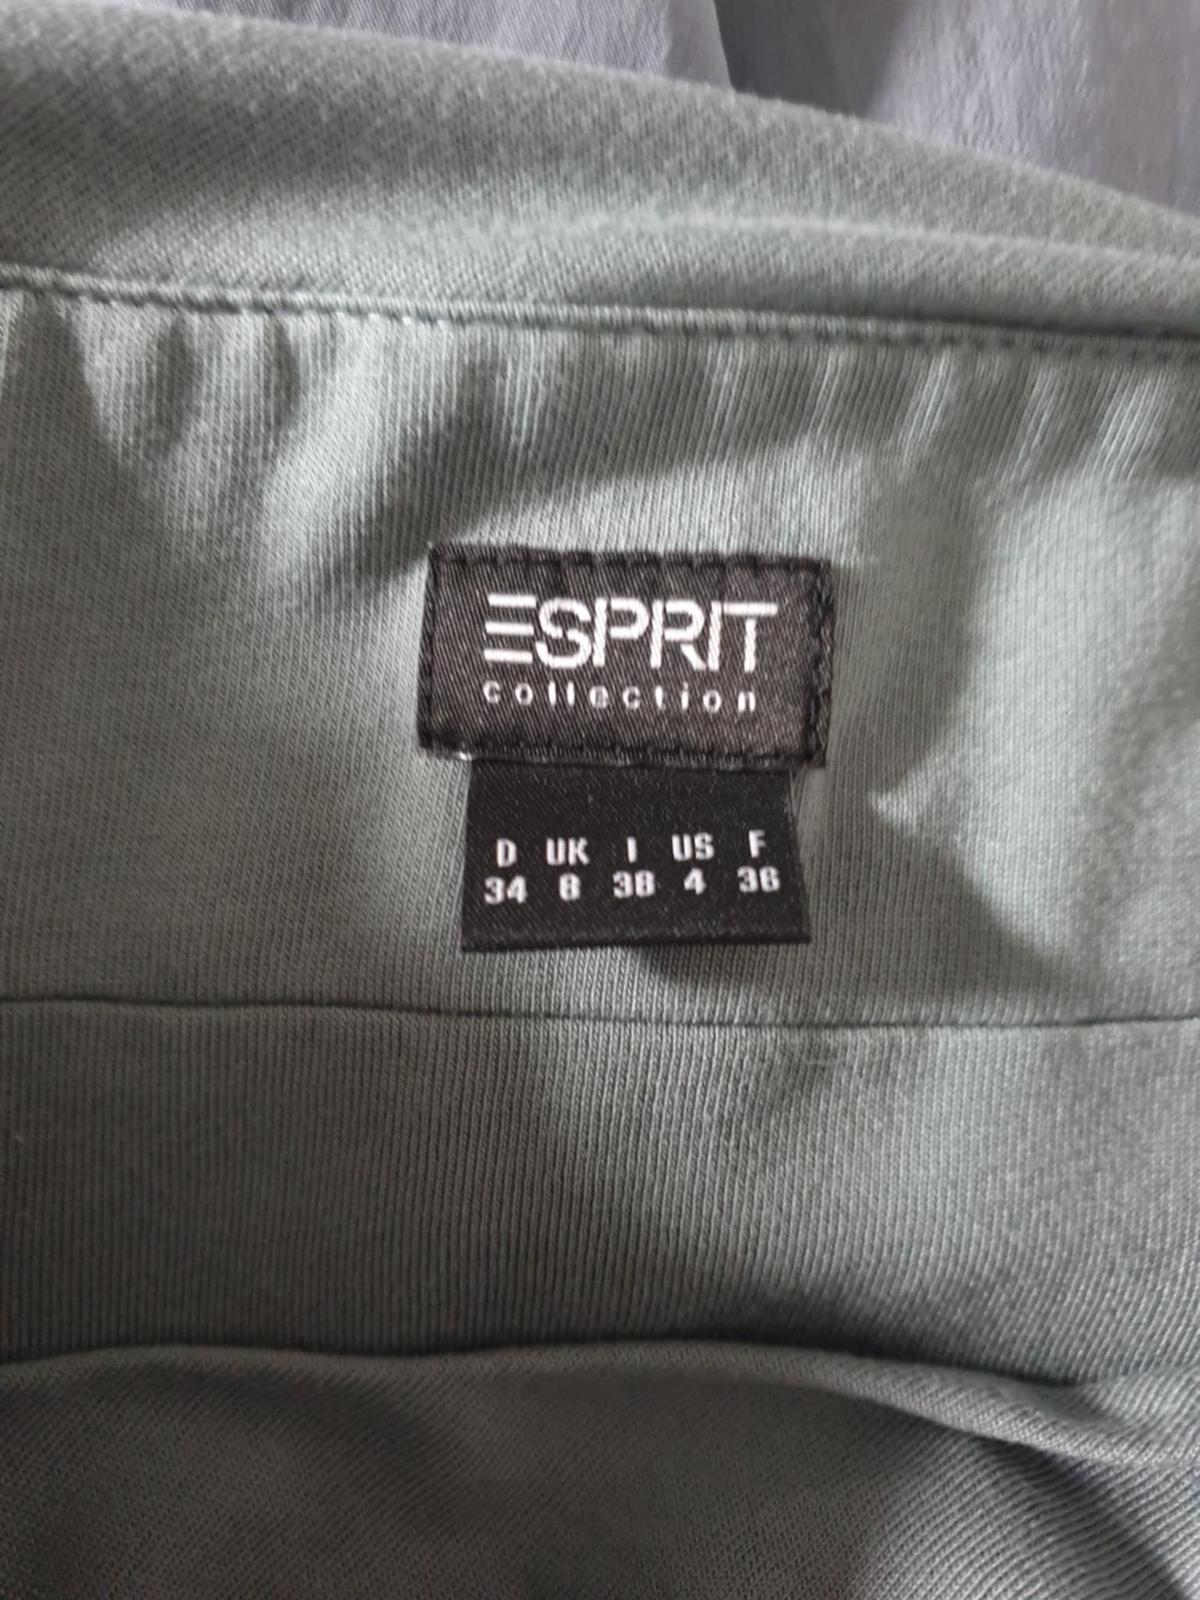 ESPRIT
collection
D UK I US F
34 8 38 4 36